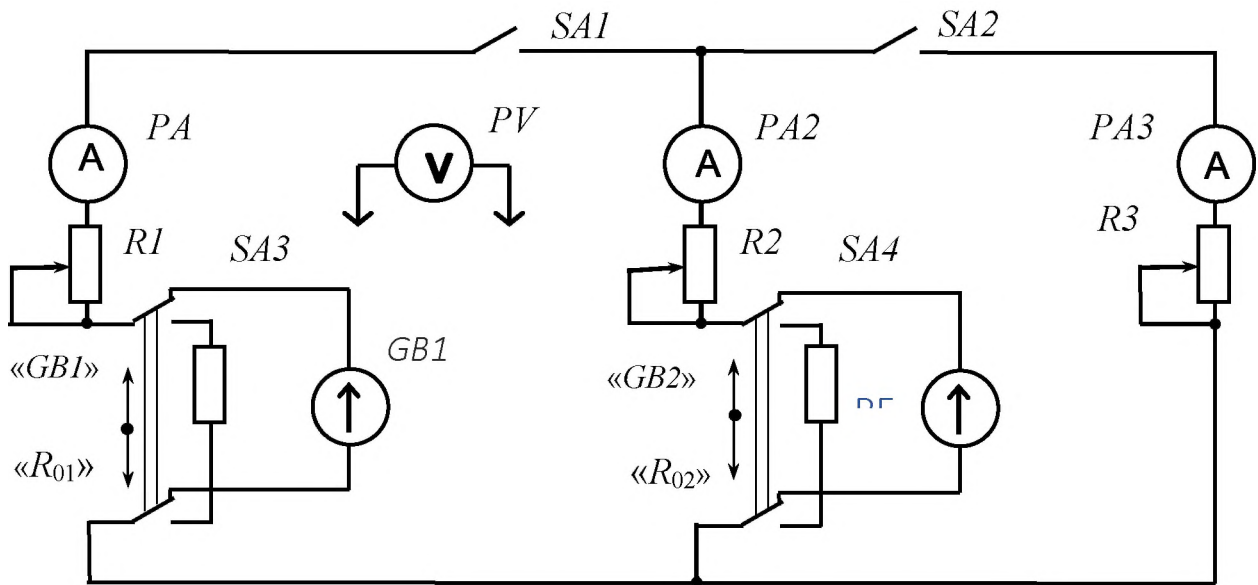 SA1
SA2
PA
PV
PA2
PA3
A
V
A
A
R1
SA3
R2
SA4
R3
«GB1»
GB1
«GB2»
«R₀₁»
«R₀₂»